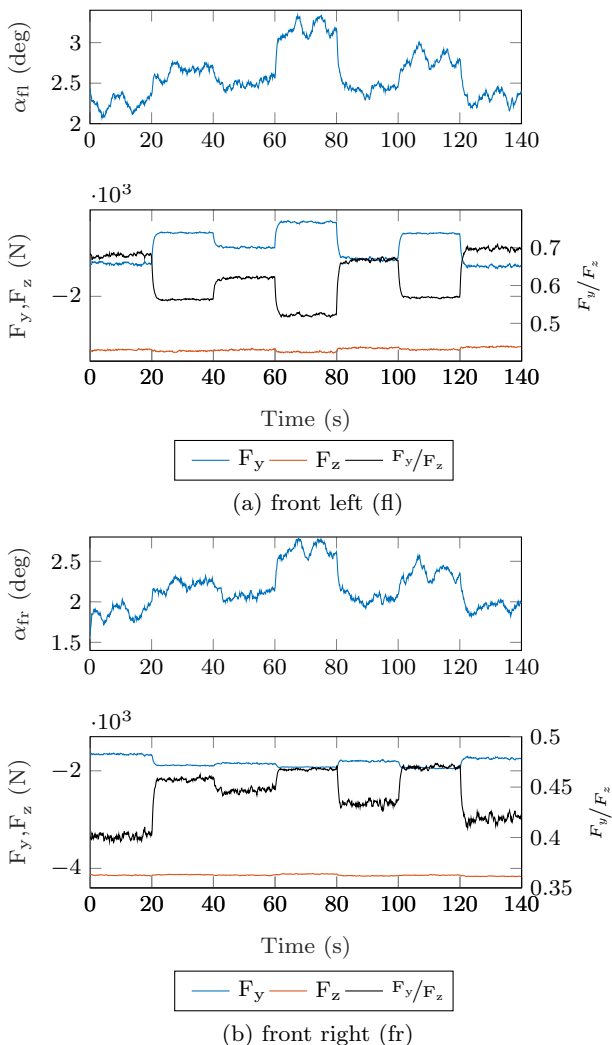 α_fl (deg)
3
2.5
2
0 20 40 60 80 100 120 140
·10³
F_y,F_z (N)
−2
0.7
0.6
0.5
F_y/F_z
0 20 40 60 80 100 120 140
Time (s)
F_y F_z F_y/F_z
(a) front left (fl)
α_fr (deg)
2.5
2
1.5
0 20 40 60 80 100 120 140
·10³
F_y,F_z (N)
−2
−4
0.5
0.45
0.4
0.35
F_y/F_z
0 20 40 60 80 100 120 140
Time (s)
F_y F_z F_y/F_z
(b) front right (fr)